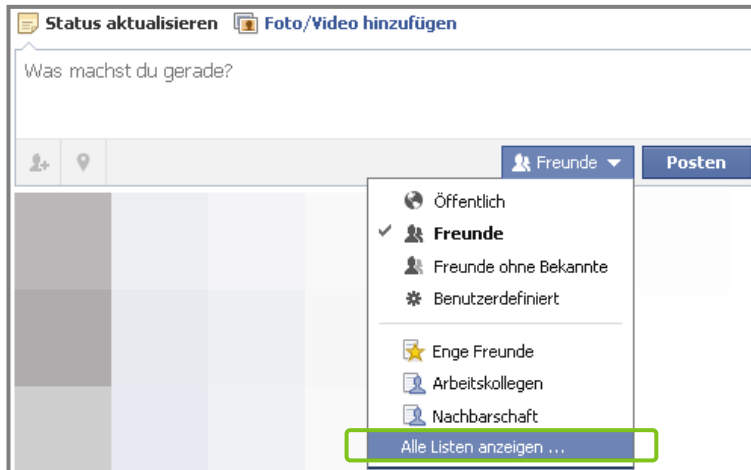 Status aktualisieren Foto/Video hinzufügen
Was machst du gerade?
Freunde Posten
Öffentlich
Freunde
Freunde ohne Bekannte
Benutzerdefiniert
Enge Freunde
Arbeitskollegen
Nachbarschaft
Alle Listen anzeigen ...